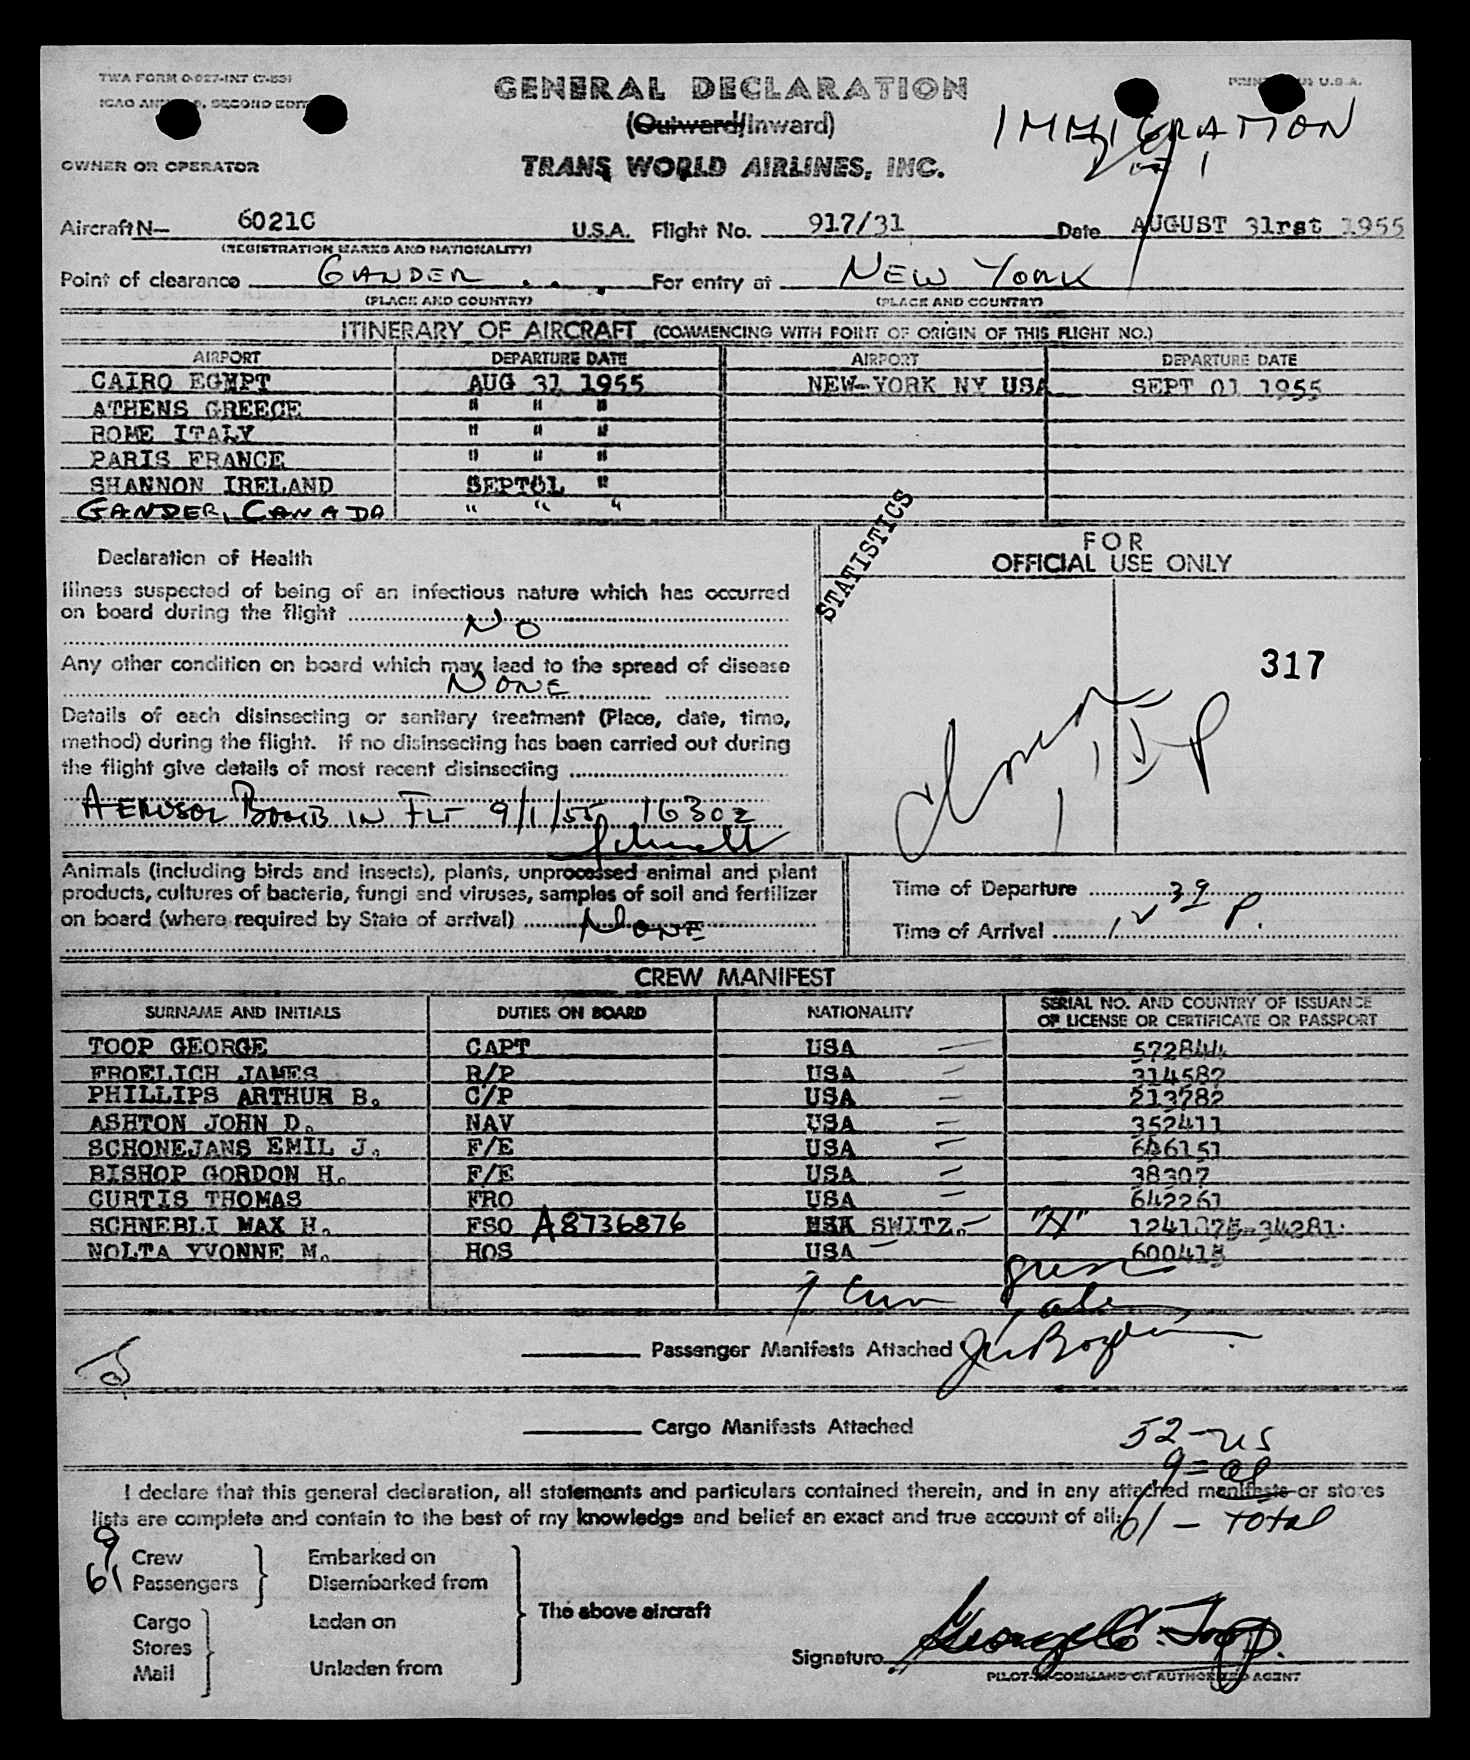 TWA FORM O-027-INT (7-53)
PRINTED IN U.S.A.
GENERAL DECLARATION
(Outward/Inward)
IMMIGRATION
OWNER OR OPERATOR
TRANS WORLD AIRLINES, INC.
Aircraft N— 6021C U.S.A. Flight No. 917/31 Date AUGUST 31rst 1955
(REGISTRATION MARKS AND NATIONALITY)
Point of clearance GANDER For entry at NEW YORK
(PLACE AND COUNTRY) (PLACE AND COUNTRY)
ITINERARY OF AIRCRAFT (COMMENCING WITH POINT OF ORIGIN OF THIS FLIGHT NO.)
AIRPORT DEPARTURE DATE AIRPORT DEPARTURE DATE
CAIRO EGYPT AUG 31 1955 NEW-YORK NY USA SEPT 01 1955
ATHENS GREECE " " "
ROME ITALY " " "
PARIS FRANCE " " "
SHANNON IRELAND SEPT01 "
GANDER, CANADA " " "
STATISTICS
FOR
OFFICIAL USE ONLY
317
Declaration of Health
Illness suspected of being of an infectious nature which has occurred
on board during the flight
NO
Any other condition on board which may lead to the spread of disease
NONE
Details of each disinsecting or sanitary treatment (Place, date, time,
method) during the flight. If no disinsecting has been carried out during
the flight give details of most recent disinsecting
AEROSOL BOMB IN FLT 9/1/55 1630z
Animals (including birds and insects), plants, unprocessed animal and plant
products, cultures of bacteria, fungi and viruses, samples of soil and fertilizer
on board (where required by State of arrival) NONE
Time of Departure 39
Time of Arrival P.
CREW MANIFEST
SURNAME AND INITIALS DUTIES ON BOARD NATIONALITY SERIAL NO. AND COUNTRY OF ISSUANCE
OF LICENSE OR CERTIFICATE OR PASSPORT
TOOP GEORGE CAPT USA 572844
FROELICH JAMES R/P USA 314582
PHILLIPS ARTHUR B. C/P USA 213782
ASHTON JOHN D. NAV USA 352411
SCHONEJANS EMIL J. F/E USA 646151
BISHOP GORDON H. F/E USA 38307
CURTIS THOMAS FRO USA 642261
SCHNEBLI MAX H. FSO A8736876 USA SWITZ. "H" 1241875-34281
NOLTA YVONNE M. HOS USA 600415
Passenger Manifests Attached
Cargo Manifests Attached
52-US
9=al
I declare that this general declaration, all statements and particulars contained therein, and in any attached manifests or stores
lists are complete and contain to the best of my knowledge and belief an exact and true account of all:
61 - Total
9 Crew
61 Passengers
Embarked on
Disembarked from
Cargo
Stores
Mail
Laden on
Unladen from
The above aircraft
Signature George C. Toop
PILOT-IN-COMMAND OR AUTHORIZED AGENT